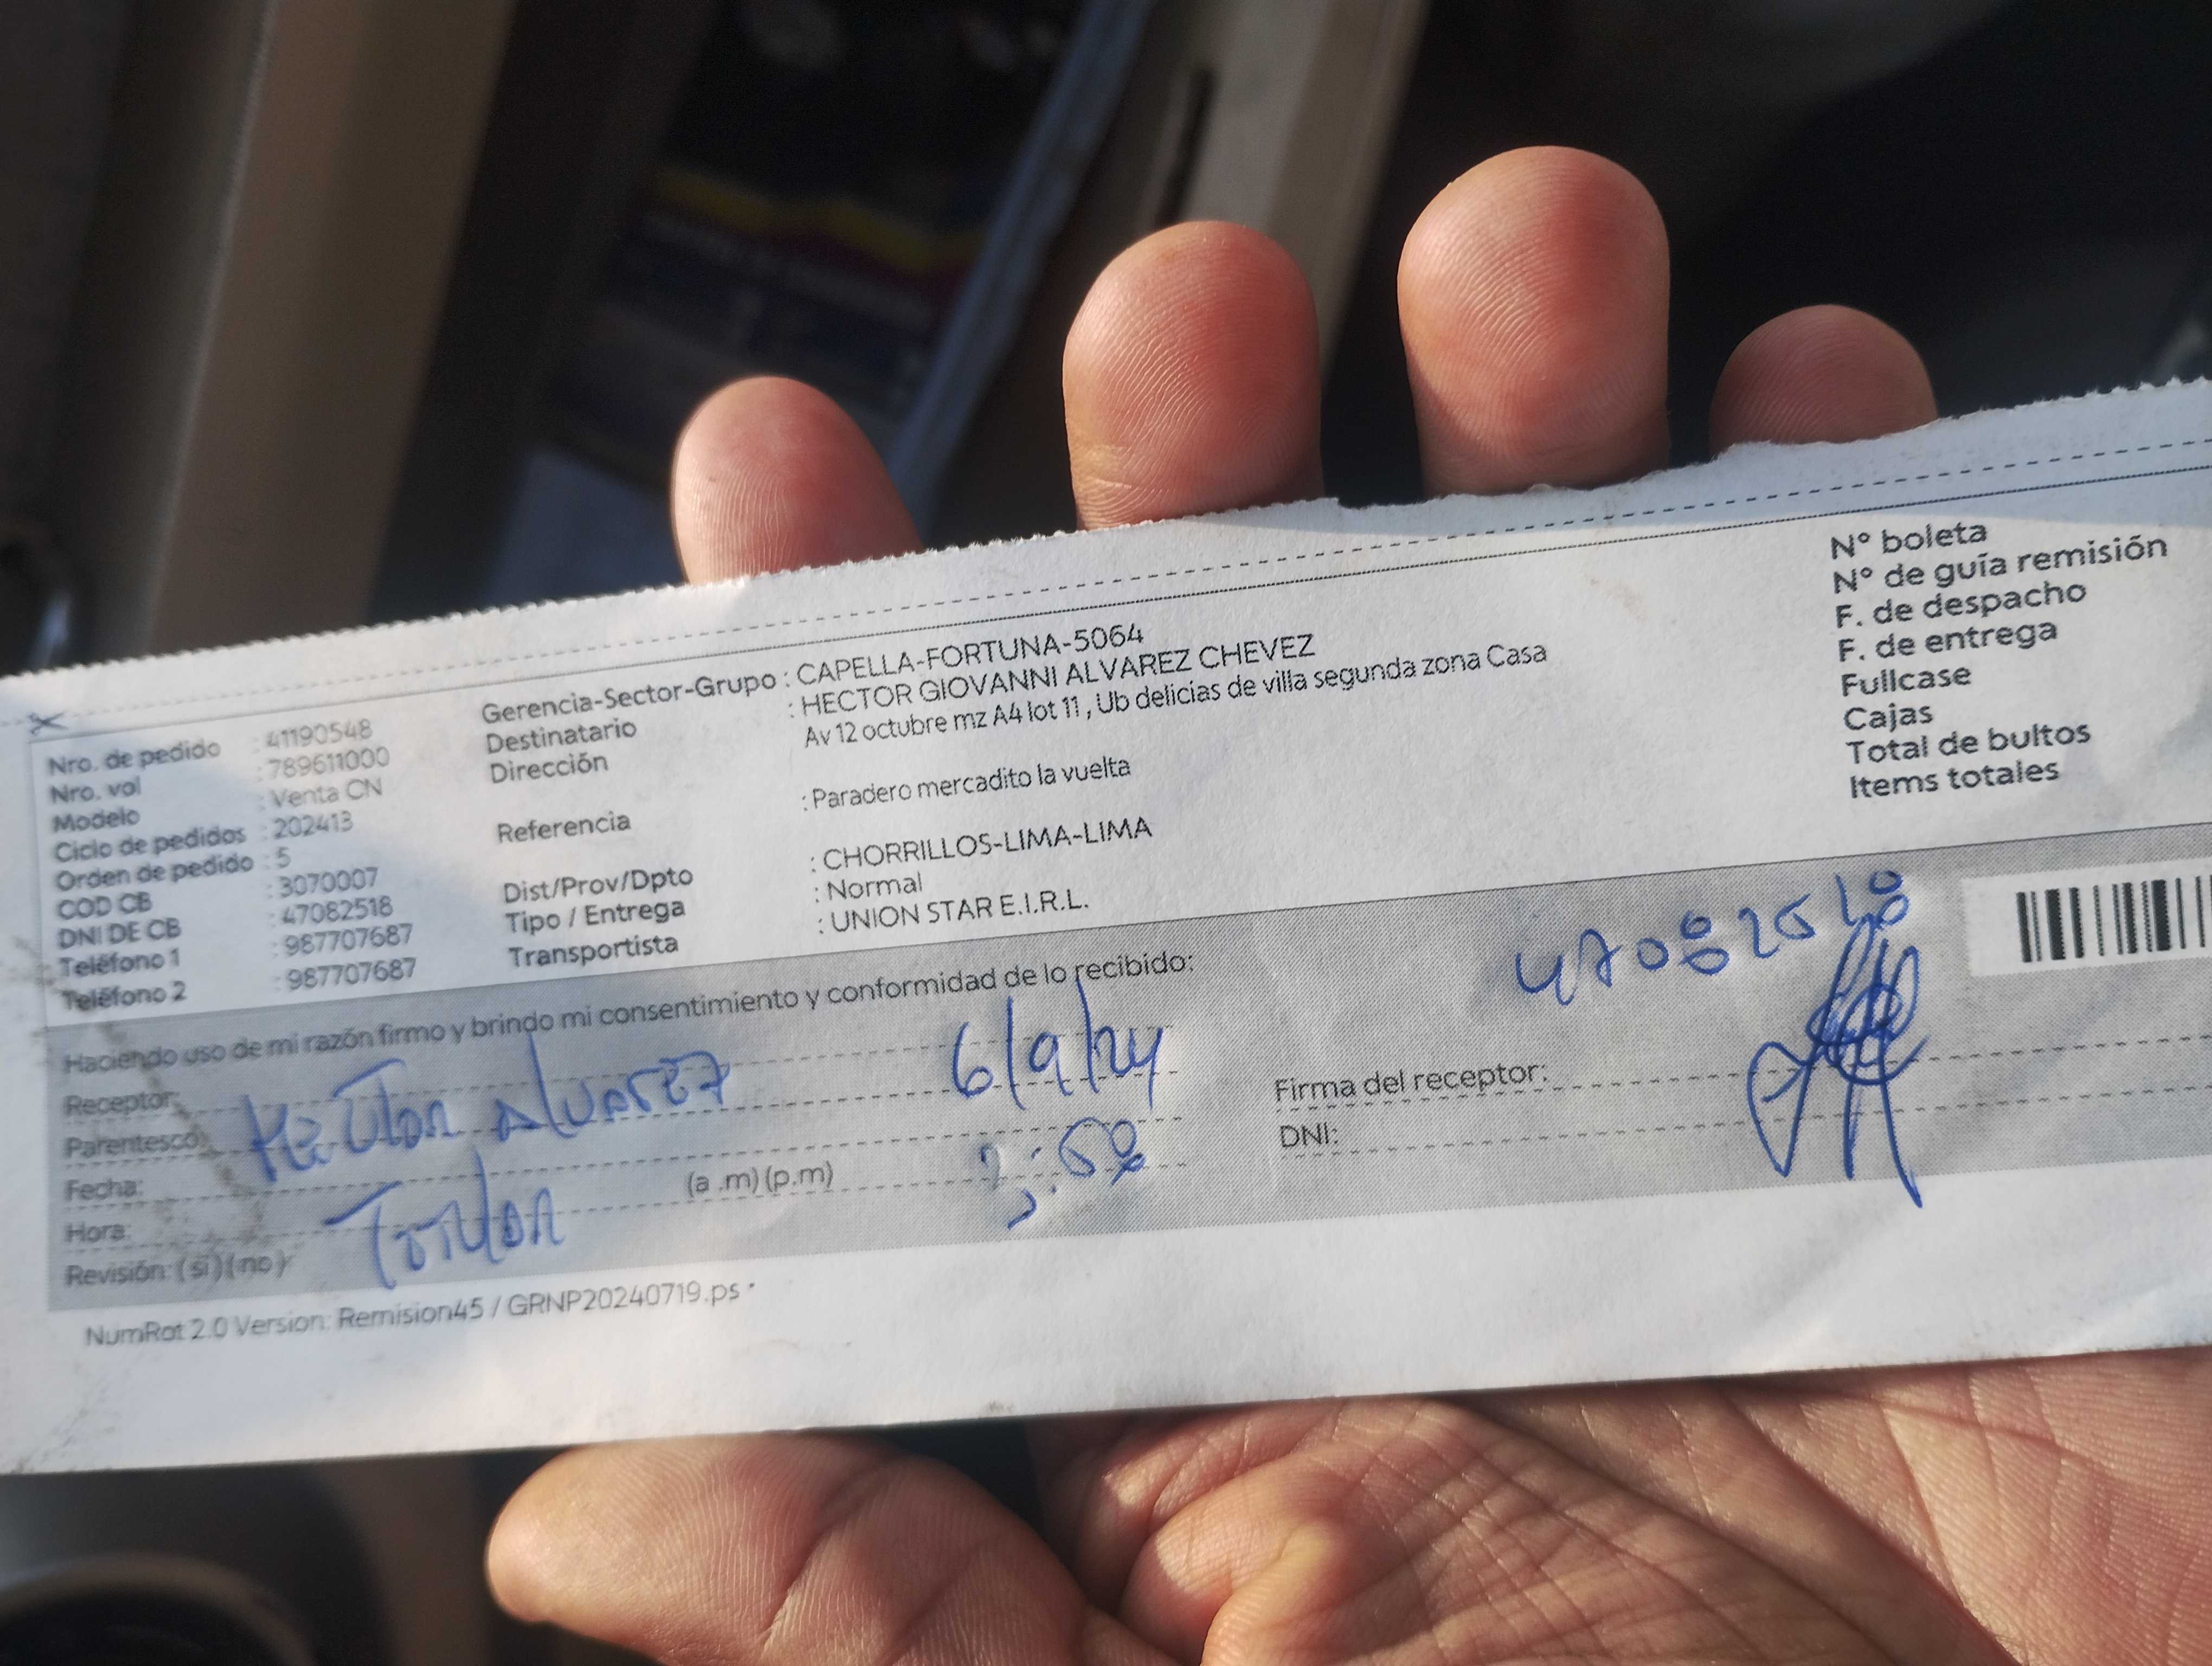 Nro. de pedido : 41190548
Nro. vol : 789611000
Modelo : Venta CN
Ciclo de pedidos : 202413
Orden de pedido : 5
COD CB : 3070007
DNI DE CB : 47082518
Teléfono 1 : 987707687
Teléfono 2 : 987707687
Gerencia-Sector-Grupo : CAPELLA-FORTUNA-5064
Destinatario : HECTOR GIOVANNI ALVAREZ CHEVEZ
Dirección Av 12 octubre mz A4 lot 11 , Ub delicias de villa segunda zona Casa
Referencia : Paradero mercadito la vuelta
Dist/Prov/Dpto : CHORRILLOS-LIMA-LIMA
Tipo / Entrega : Normal
Transportista : UNION STAR E.I.R.L.
N° boleta
N° de guía remisión
F. de despacho
F. de entrega
Fullcase
Cajas
Total de bultos
Items totales
Haciendo uso de mi razón firmo y brindo mi consentimiento y conformidad de lo recibido:
Receptor:
Parentesco:
Fecha:
Hora: (a .m) (p.m)
Revisión: ( si ) ( no )
Alvarez
6/9/24
47082518
Firma del receptor:
DNI:
NumRot 2.0 Version: Remision45 / GRNP20240719.ps